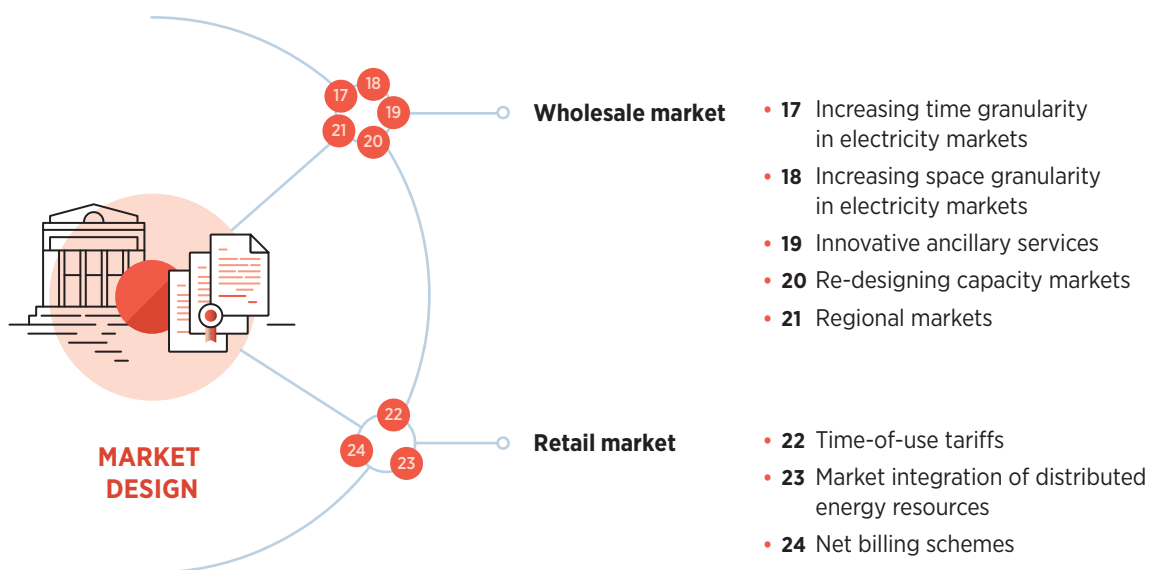 17
18
19
20
21
Wholesale market
• 17 Increasing time granularity
in electricity markets
• 18 Increasing space granularity
in electricity markets
• 19 Innovative ancillary services
• 20 Re-designing capacity markets
• 21 Regional markets
MARKET
DESIGN
22
23
24
Retail market
• 22 Time-of-use tariffs
• 23 Market integration of distributed
energy resources
• 24 Net billing schemes